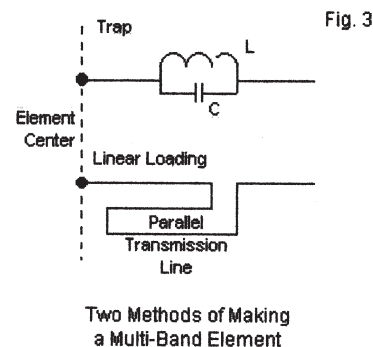 Fig. 3
Trap
L
C
Element
Center
Linear Loading
Parallel
Transmission
Line
Two Methods of Making
a Multi-Band Element